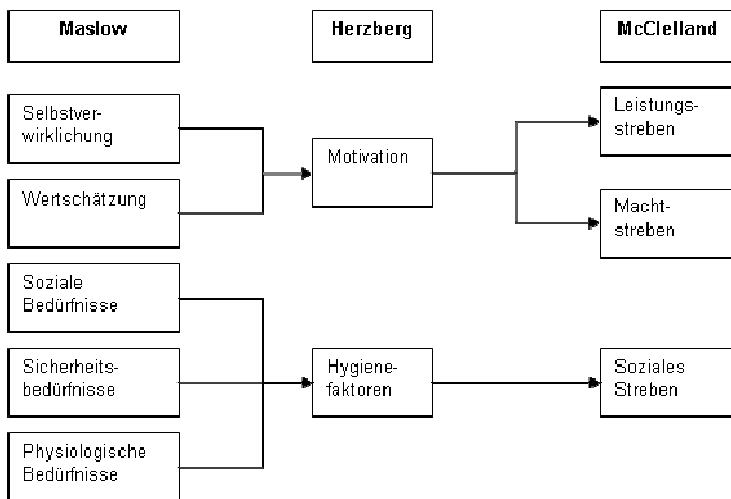 Maslow
Herzberg
McClelland
Selbstver-
wirklichung
Wertschätzung
Soziale
Bedürfnisse
Sicherheits-
bedürfnisse
Physiologische
Bedürfnisse
Motivation
Hygiene-
faktoren
Leistungs-
streben
Macht-
streben
Soziales
Streben